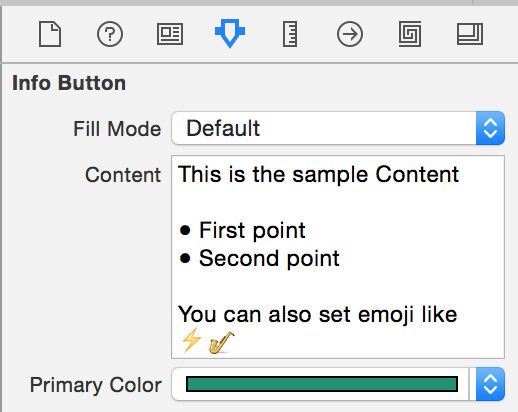 Info Button
Fill Mode Default
Content This is the sample Content
● First point
● Second point
You can also set emoji like
⚡🎷
Primary Color